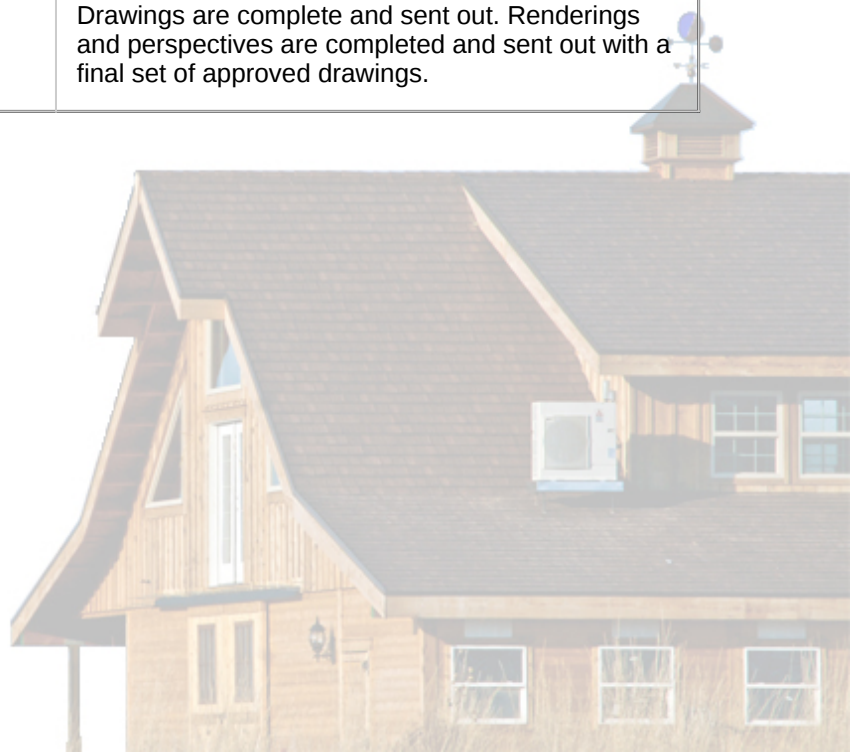 Drawings are complete and sent out. Renderings
and perspectives are completed and sent out with a
final set of approved drawings.